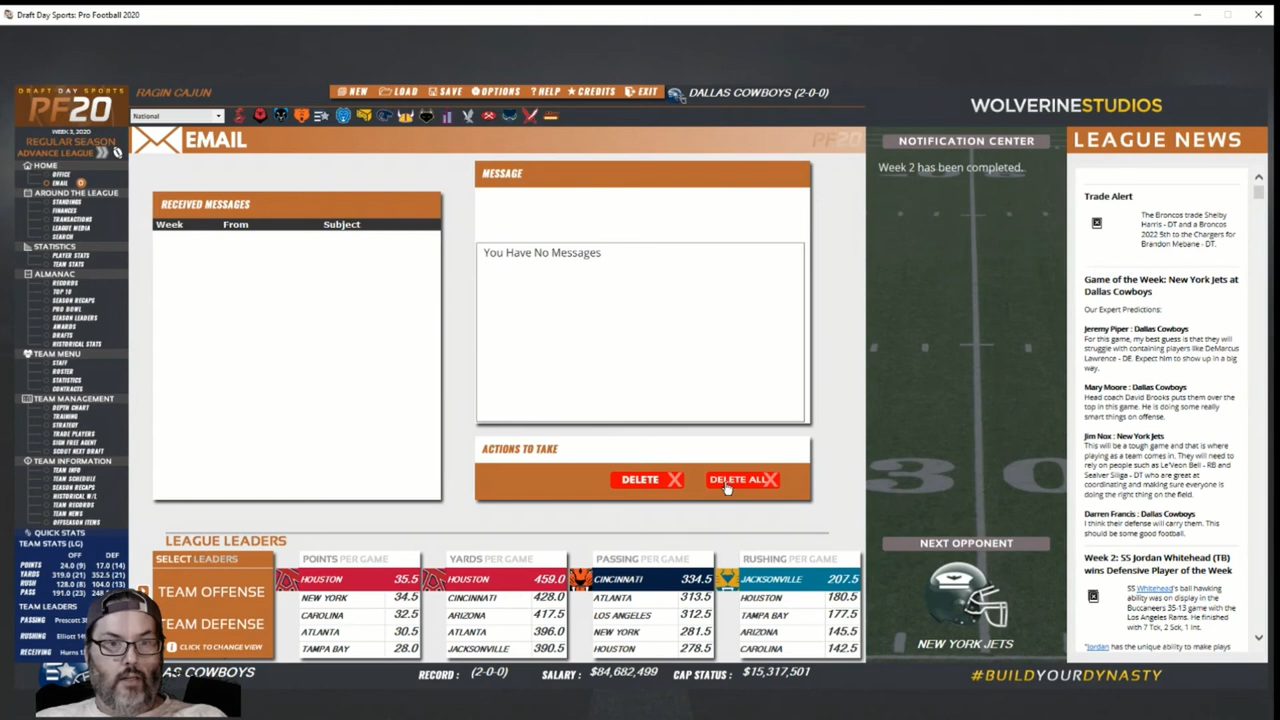 Draft Day Sports: Pro Football 2020
DRAFT DAY SPORTS
PF20
RAGIN CAJUN
NEW LOAD SAVE OPTIONS ? HELP CREDITS EXIT
DALLAS COWBOYS (2-0-0)
WOLVERINESTUDIOS
National
WEEK 3, 2020
REGULAR SEASON
ADVANCE LEAGUE
HOME
OFFICE
EMAIL 0
AROUND THE LEAGUE
STANDINGS
FINANCES
TRANSACTIONS
LEAGUE MEDIA
SEARCH
STATISTICS
PLAYER STATS
TEAM STATS
ALMANAC
RECORDS
TOP 10
SEASON RECAPS
PRO BOWL
SEASON LEADERS
AWARDS
DRAFTS
HISTORICAL STATS
TEAM MENU
STAFF
ROSTER
STATISTICS
CONTRACTS
TEAM MANAGEMENT
DEPTH CHART
TRAINING
STRATEGY
TRADE PLAYERS
SIGN FREE AGENT
SCOUT NEXT DRAFT
TEAM INFORMATION
TEAM INFO
TEAM SCHEDULE
SEASON RECAPS
HISTORICAL W/L
TEAM RECORDS
TEAM NEWS
OFFSEASON ITEMS
QUICK STATS
TEAM STATS (LG)
OFF DEF
POINTS 24.0 (9) 17.0 (14)
YARDS 319.0 (21) 352.5 (21)
RUSH 128.0 (8) 104.0 (13)
PASS 191.0 (23) 248.
TEAM LEADERS
PASSING Prescott
RUSHING Elliott
RECEIVING Hurns
EMAIL
PF20
RECEIVED MESSAGES
Week From Subject
MESSAGE
You Have No Messages
ACTIONS TO TAKE
DELETE X DELETE ALL X
LEAGUE LEADERS
SELECT LEADERS
TEAM OFFENSE
TEAM DEFENSE
CLICK TO CHANGE VIEW
POINTS PER GAME
HOUSTON 35.5
NEW YORK 34.5
CAROLINA 32.5
ATLANTA 30.5
TAMPA BAY 28.0
YARDS PER GAME
HOUSTON 459.0
CINCINNATI 428.0
ARIZONA 417.5
ATLANTA 396.0
JACKSONVILLE 390.5
PASSING PER GAME
CINCINNATI 334.5
ATLANTA 313.5
LOS ANGELES 312.5
NEW YORK 281.5
HOUSTON 278.5
RUSHING PER GAME
JACKSONVILLE 207.5
HOUSTON 180.5
TAMPA BAY 177.5
ARIZONA 145.5
CAROLINA 142.5
AS COWBOYS
RECORD : (2-0-0) SALARY: $84,682,499 CAP STATUS : $15,317,501
NOTIFICATION CENTER
Week 2 has been completed.
3 0
NEXT OPPONENT
NEW YORK JETS
LEAGUE NEWS
Trade Alert
The Broncos trade Shelby
Harris - DT and a Broncos
2022 5th to the Chargers for
Brandon Mebane - DT.
Game of the Week: New York Jets at
Dallas Cowboys
Our Expert Predictions:
Jeremy Piper : Dallas Cowboys
For this game, my best guess is that they will
struggle with containing players like DeMarcus
Lawrence - DE. Expect him to show up in a big
way.
Mary Moore : Dallas Cowboys
Head coach David Brooks puts them over the
top in this game. He is doing some really
smart things on offense.
Jim Nox : New York Jets
This will be a tough game and that is where
playing as a team comes in. They will need to
rely on people such as Le'Veon Bell - RB and
Sealver Siliga - DT who are great at
coordinating and making sure everyone is
doing the right thing on the field.
Darren Francis : Dallas Cowboys
I think their defense will carry them. This
should be some good football.
Week 2: SS Jordan Whitehead (TB)
wins Defensive Player of the Week
SS Whitehead's ball hawking
ability was on display in the
Buccaneers 35-13 game with the
Los Angeles Rams. He finished
with 7 Tck, 2 Sck, 1 Int.
"Jordan has the unique ability to make plays
#BUILDYOURDYNASTY